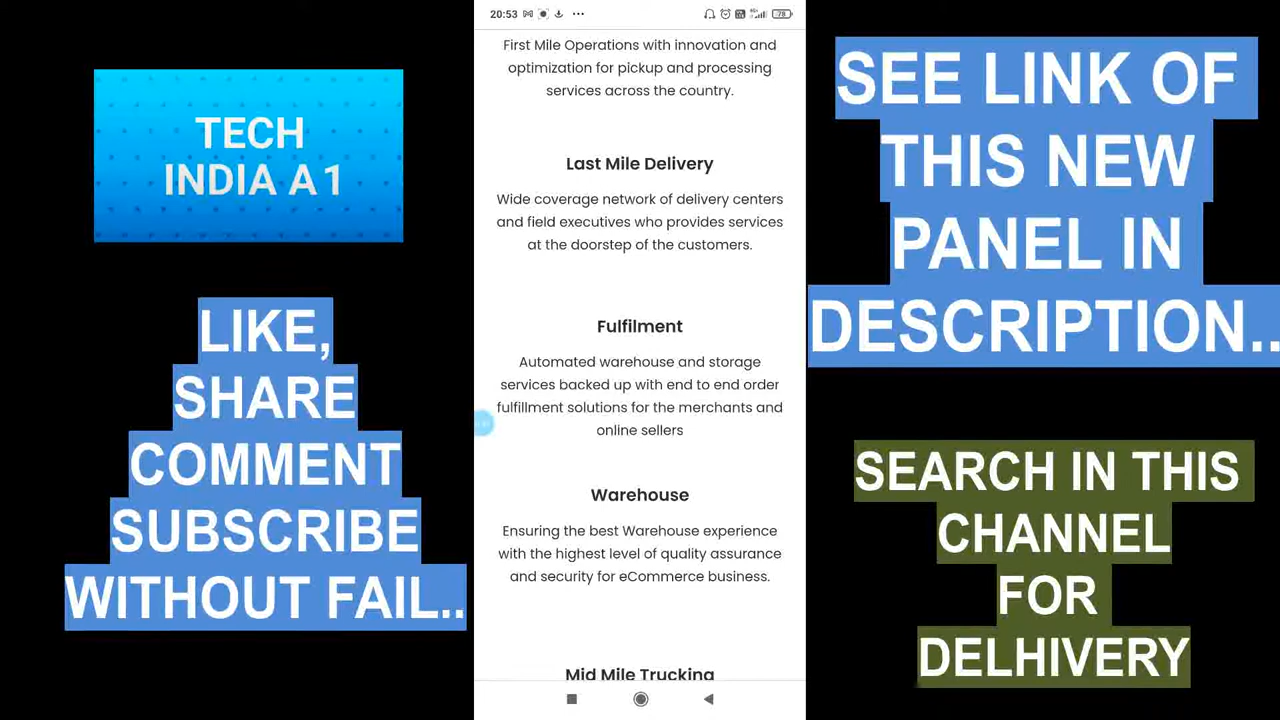 TECH
INDIA A1
LIKE,
SHARE
COMMENT
SUBSCRIBE
WITHOUT FAIL..
20:53
78
First Mile Operations with innovation and
optimization for pickup and processing
services across the country.
Last Mile Delivery
Wide coverage network of delivery centers
and field executives who provides services
at the doorstep of the customers.
Fulfilment
Automated warehouse and storage
services backed up with end to end order
fulfillment solutions for the merchants and
online sellers
Warehouse
Ensuring the best Warehouse experience
with the highest level of quality assurance
and security for eCommerce business.
Mid Mile Trucking
SEE LINK OF
THIS NEW
PANEL IN
DESCRIPTION..
SEARCH IN THIS
CHANNEL
FOR
DELHIVERY